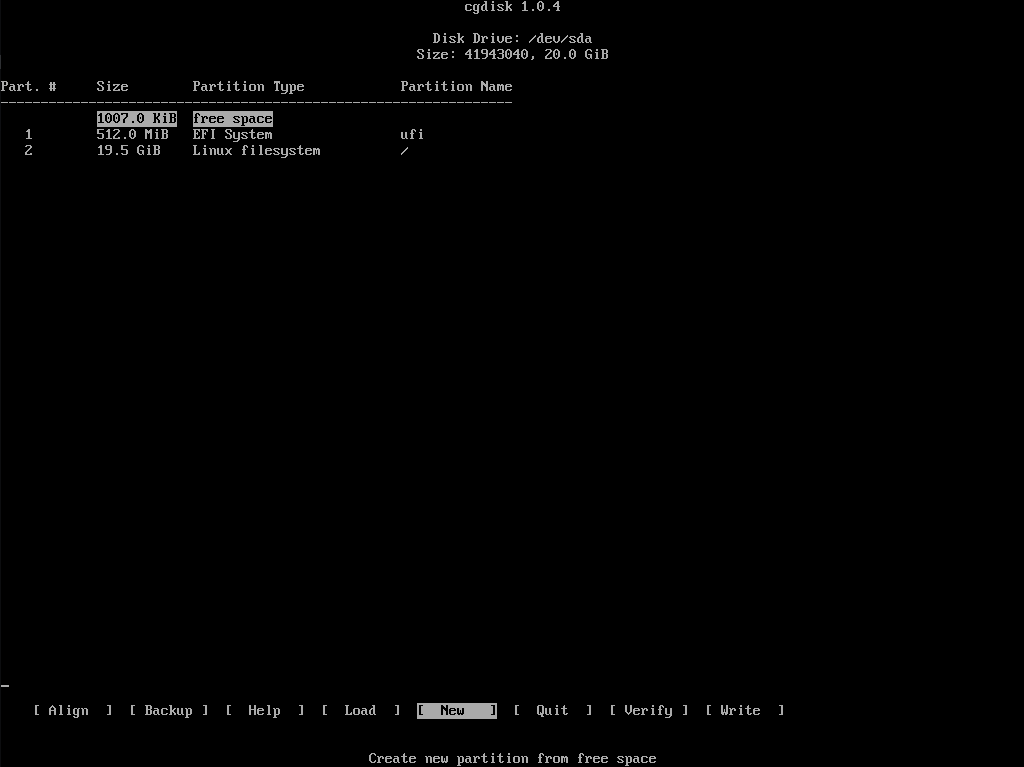 cgdisk 1.0.4
Disk Drive: /dev/sda
Size: 41943040, 20.0 GiB
Part. # Size Partition Type Partition Name
----------------------------------------------------------------
1007.0 KiB free space
1 512.0 MiB EFI System ufi
2 19.5 GiB Linux filesystem /
[ Align ] [ Backup ] [ Help ] [ Load ] [ New ] [ Quit ] [ Verify ] [ Write ]
Create new partition from free space